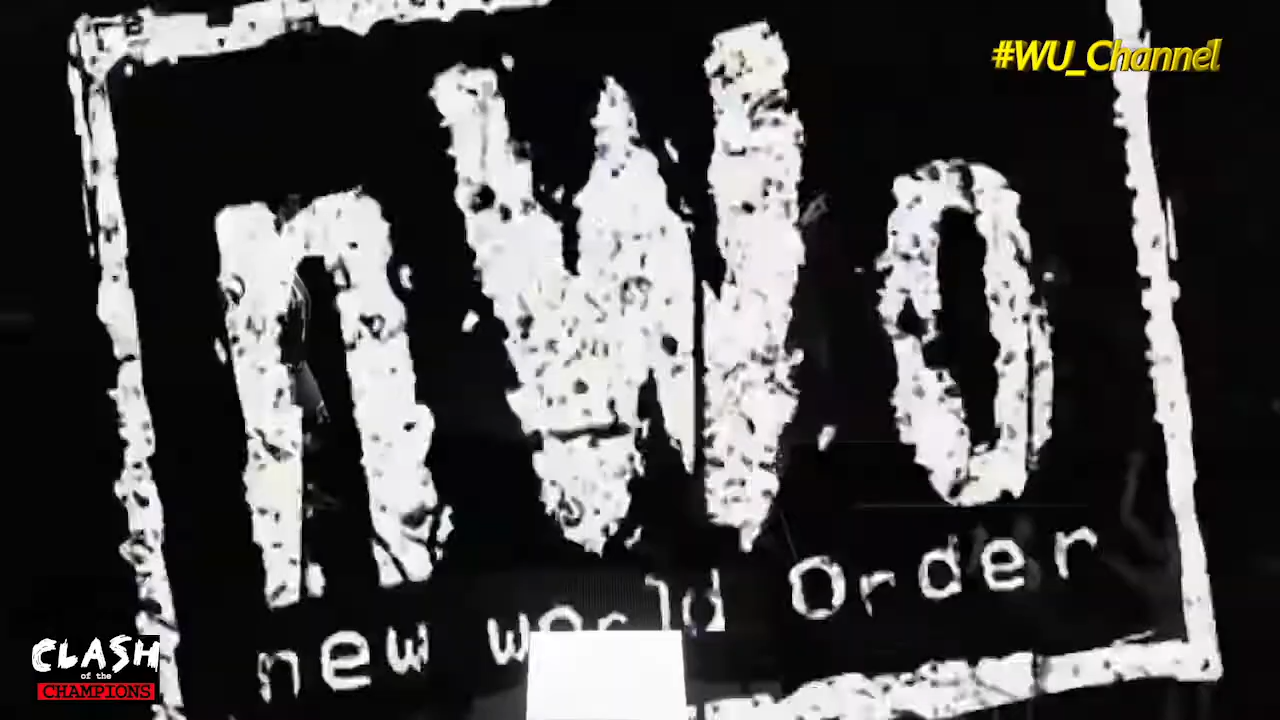 #WU_Channel
nWo
new world Order
CLASH
of the
CHAMPIONS